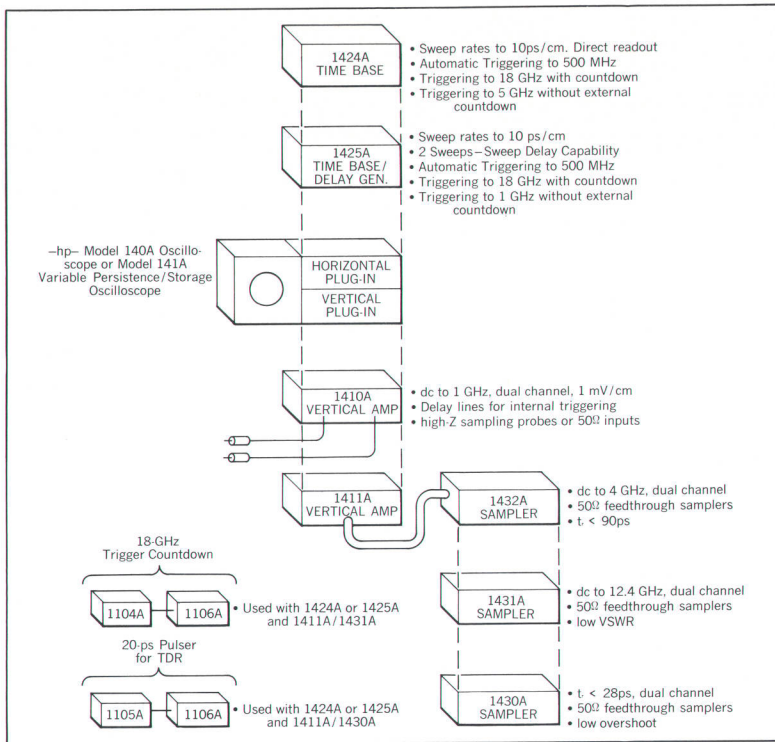 1424A
TIME BASE
• Sweep rates to 10ps/cm. Direct readout
• Automatic Triggering to 500 MHz
• Triggering to 18 GHz with countdown
• Triggering to 5 GHz without external
countdown
1425A
TIME BASE/
DELAY GEN.
• Sweep rates to 10 ps/cm
• 2 Sweeps–Sweep Delay Capability
• Automatic Triggering to 500 MHz
• Triggering to 18 GHz with countdown
• Triggering to 1 GHz without external
countdown
–hp– Model 140A Oscillo-
scope or Model 141A
Variable Persistence/Storage
Oscilloscope
HORIZONTAL
PLUG-IN
VERTICAL
PLUG-IN
1410A
VERTICAL AMP
• dc to 1 GHz, dual channel, 1 mV/cm
• Delay lines for internal triggering
• high-Z sampling probes or 50Ω inputs
1411A
VERTICAL AMP
1432A
SAMPLER
• dc to 4 GHz, dual channel
• 50Ω feedthrough samplers
• t. < 90ps
18-GHz
Trigger Countdown
1104A
1106A
• Used with 1424A or 1425A
and 1411A/1431A
1431A
SAMPLER
• dc to 12.4 GHz, dual channel
• 50Ω feedthrough samplers
• low VSWR
20-ps Pulser
for TDR
1105A
1106A
• Used with 1424A or 1425A
and 1411A/1430A
1430A
SAMPLER
• t. < 28ps, dual channel
• 50Ω feedthrough samplers
• low overshoot